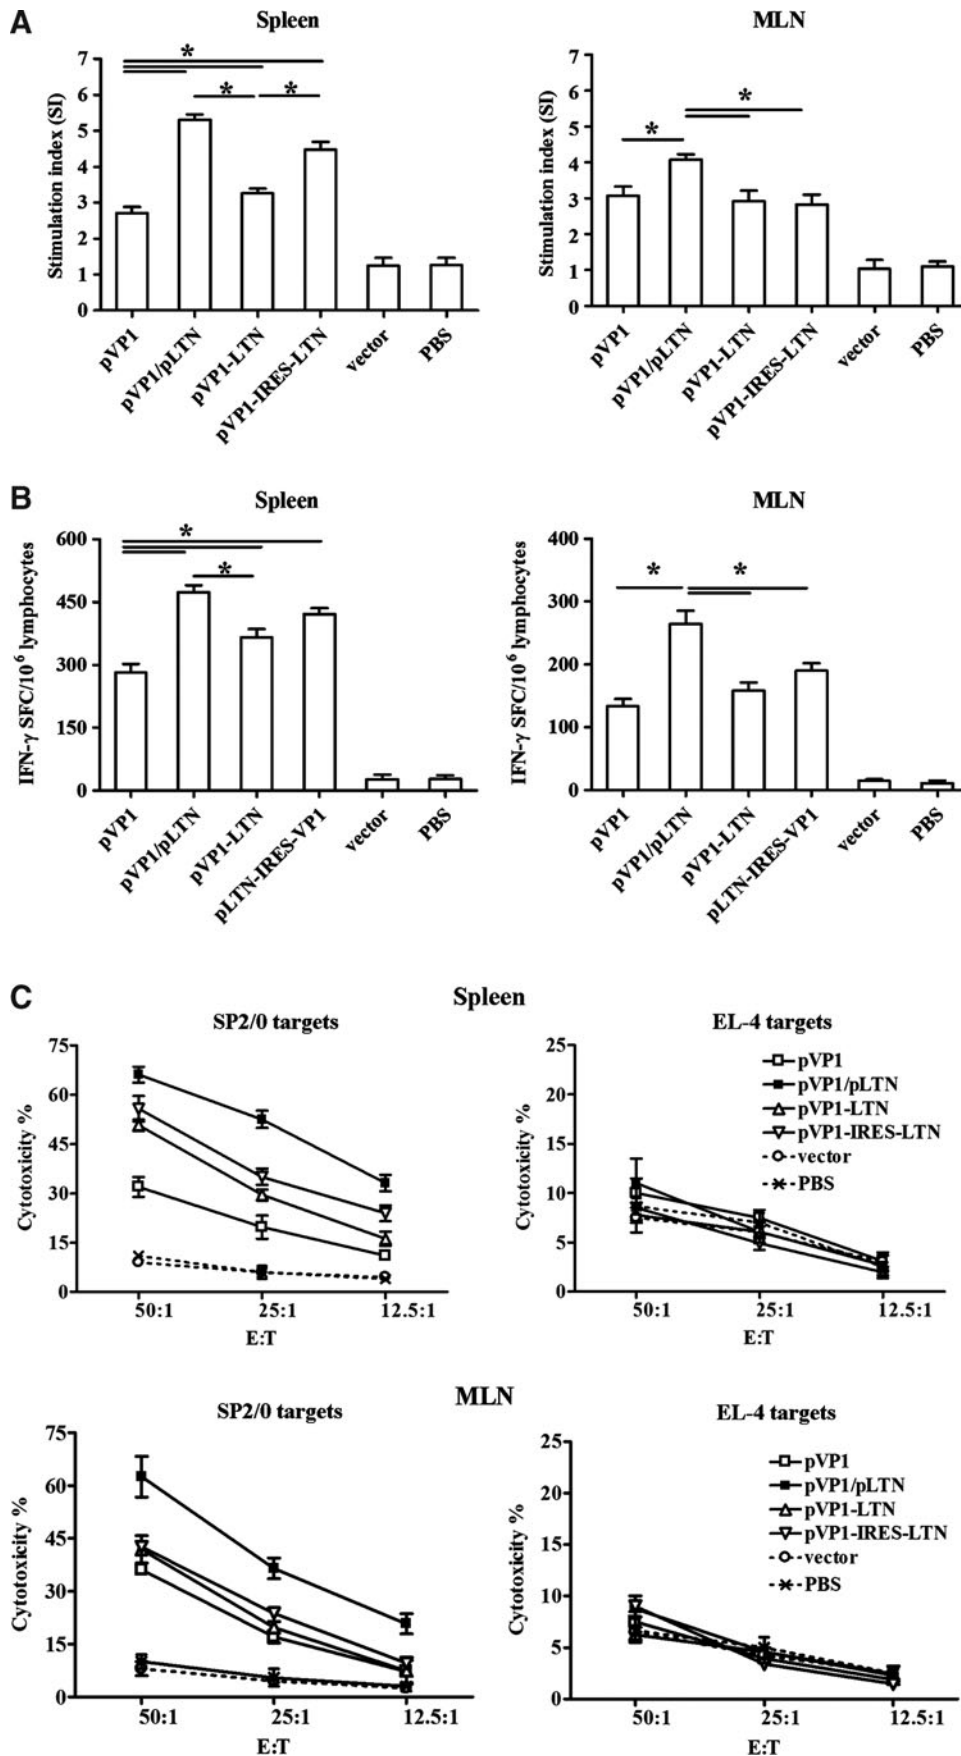 A
Spleen
MLN
Stimulation index (SI)
7
6
5
4
3
2
1
0
*
*
*
pVP1
pVP1/pLTN
pVP1-LTN
pVP1-IRES-LTN
vector
PBS
Stimulation index (SI)
7
6
5
4
3
2
1
0
*
*
pVP1
pVP1/pLTN
pVP1-LTN
pVP1-IRES-LTN
vector
PBS
B
Spleen
MLN
IFN-γ SFC/10⁶ lymphocytes
600
450
300
150
0
*
*
pVP1
pVP1/pLTN
pVP1-LTN
pLTN-IRES-VP1
vector
PBS
IFN-γ SFC/10⁶ lymphocytes
400
300
200
100
0
*
*
pVP1
pVP1/pLTN
pVP1-LTN
pLTN-IRES-VP1
vector
PBS
C
Spleen
SP2/0 targets
Cytotoxicity %
75
60
45
30
15
0
50:1
25:1
12.5:1
E:T
EL-4 targets
Cytotoxicity %
25
20
15
10
5
0
pVP1
pVP1/pLTN
pVP1-LTN
pVP1-IRES-LTN
vector
PBS
50:1
25:1
12.5:1
E:T
MLN
SP2/0 targets
Cytotoxicity %
75
60
45
30
15
0
50:1
25:1
12.5:1
E:T
EL-4 targets
Cytotoxicity %
25
20
15
10
5
0
pVP1
pVP1/pLTN
pVP1-LTN
pVP1-IRES-LTN
vector
PBS
50:1
25:1
12.5:1
E:T